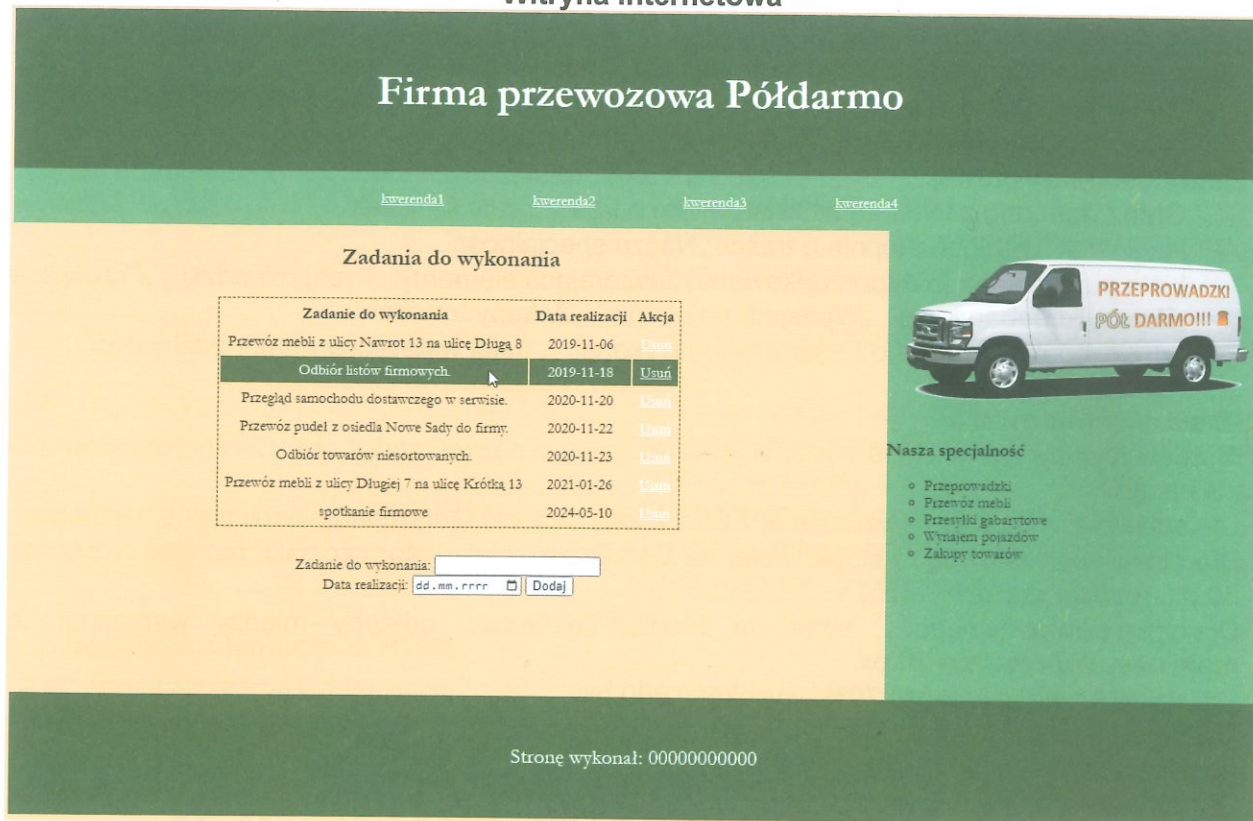 Witryna internetowa
Firma przewozowa Półdarmo
kwerenda1 kwerenda2 kwerenda3 kwerenda4
Zadania do wykonania
Zadanie do wykonania Data realizacji Akcja
Przewóz mebli z ulicy Nawrot 13 na ulicę Długą 8 2019-11-06 Usuń
Odbiór listów firmowych. 2019-11-18 Usuń
Przegląd samochodu dostawczego w serwisie. 2020-11-20 Usuń
Przewóz pudeł z osiedla Nowe Sady do firmy. 2020-11-22 Usuń
Odbiór towarów niesortowanych. 2020-11-23 Usuń
Przewóz mebli z ulicy Długiej 7 na ulicę Krótką 13 2021-01-26 Usuń
spotkanie firmowe 2024-05-10 Usuń
Zadanie do wykonania:
Data realizacji: dd.mm.rrrr Dodaj
PRZEPROWADZKI
PÓŁ DARMO!!!
Nasza specjalność
Przeprowadzki
Przewóz mebli
Przesyłki gabarytowe
Wynajem pojazdów
Zakupy towarów
Stronę wykonał: 00000000000